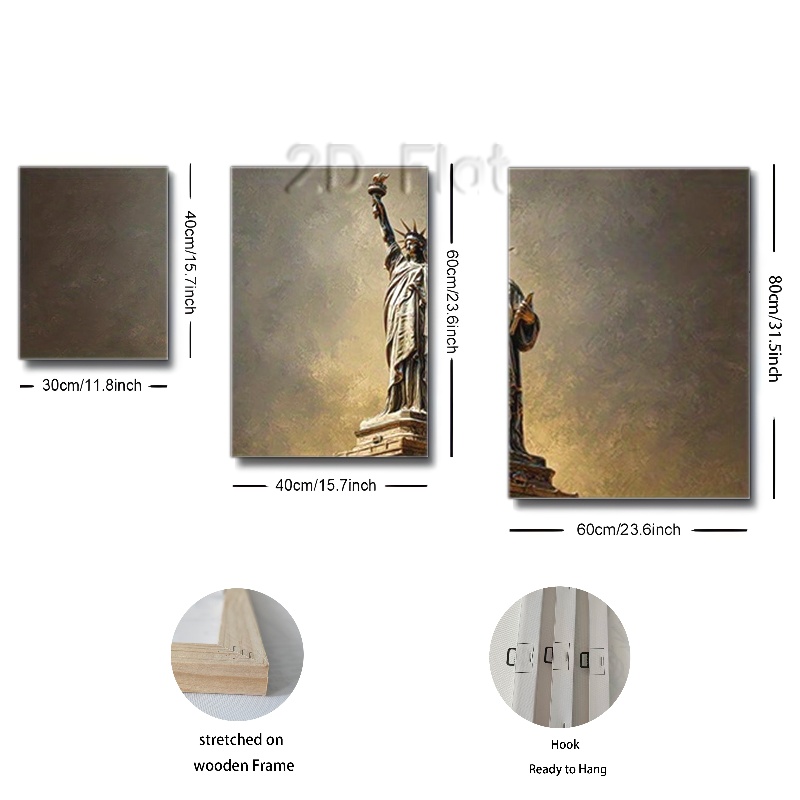 2D Flat
40cm/15.7inch
30cm/11.8inch
60cm/23.6inch
40cm/15.7inch
80cm/31.5inch
60cm/23.6inch
stretched on
wooden Frame
Hook
Ready to Hang